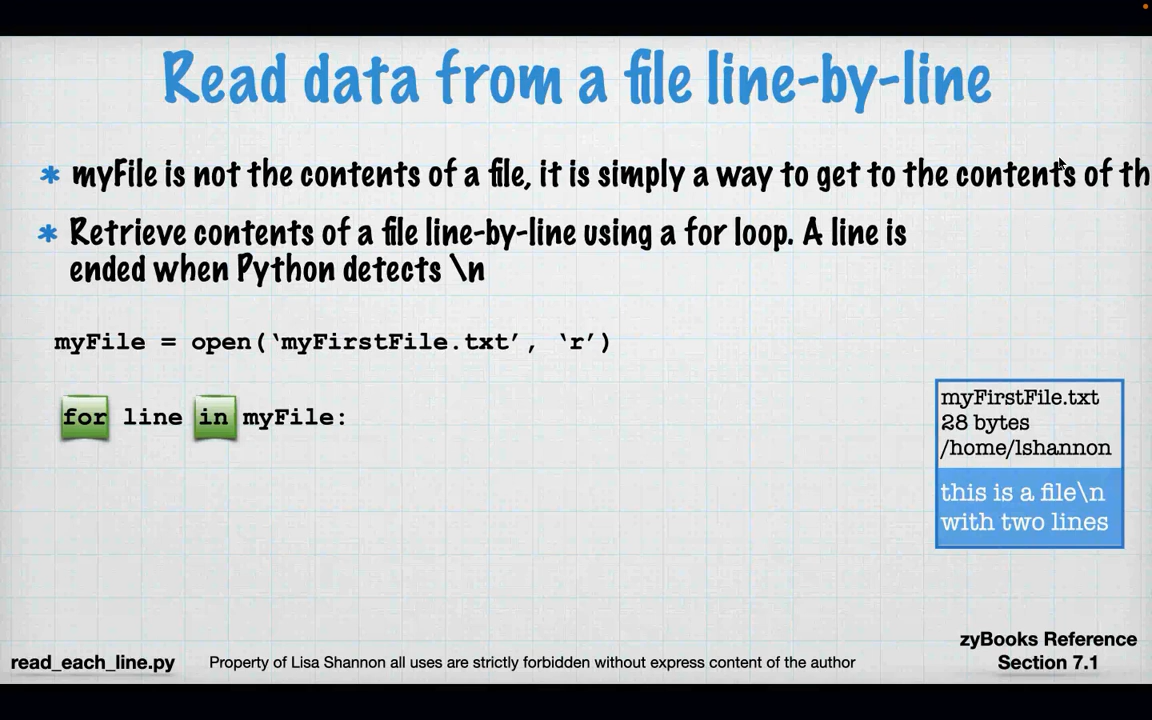 Read data from a file line-by-line
* myFile is not the contents of a file, it is simply a way to get to the contents of th
* Retrieve contents of a file line-by-line using a for loop. A line is
ended when Python detects \n
myFile = open(‘myFirstFile.txt’, ‘r’)
for line in myFile:
myFirstFile.txt
28 bytes
/home/lshannon
this is a file\n
with two lines
zyBooks Reference
Section 7.1
read_each_line.py
Property of Lisa Shannon all uses are strictly forbidden without express content of the author